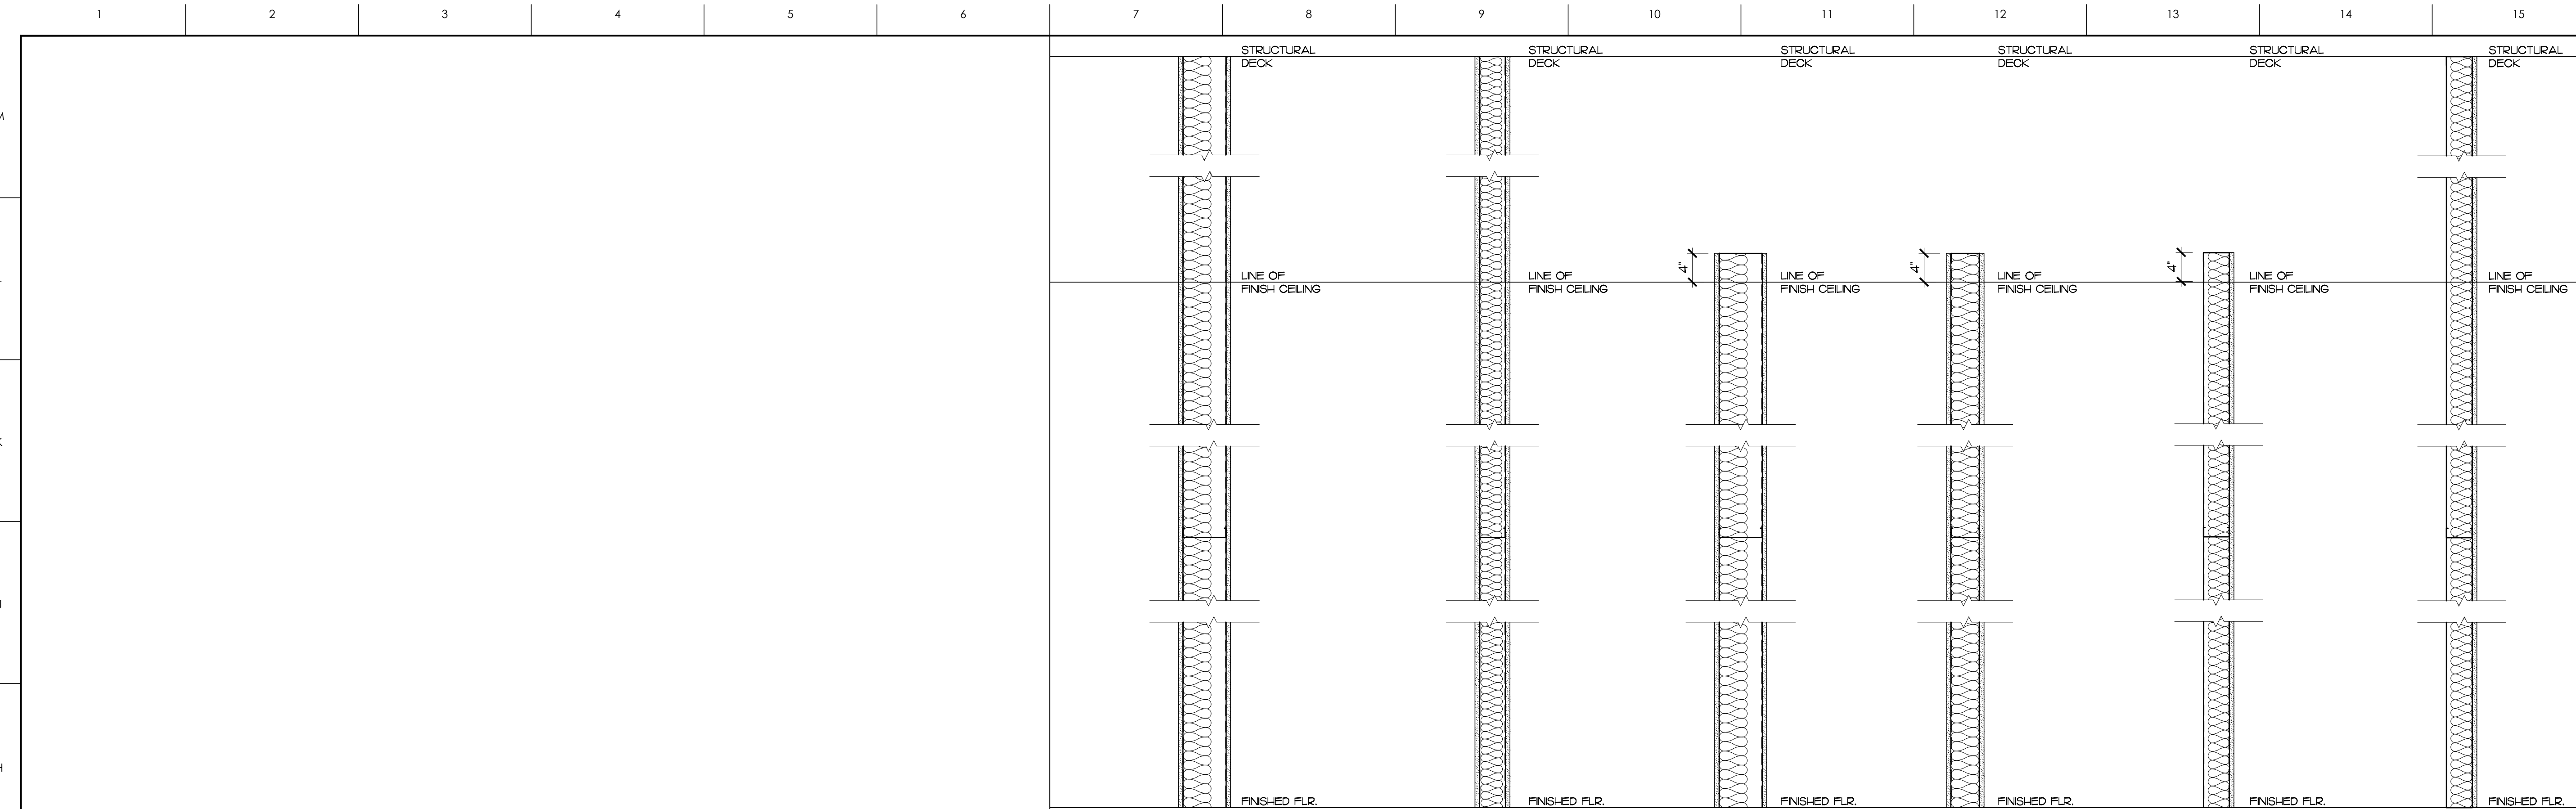 1 2 3 4 5 6 7 8 9 10 11 12 13 14 15
STRUCTURAL STRUCTURAL STRUCTURAL STRUCTURAL STRUCTURAL STRUCTURAL
DECK DECK DECK DECK DECK DECK
M
4" 4" 4"
LINE OF LINE OF LINE OF LINE OF LINE OF LINE OF
FINISH CEILING FINISH CEILING FINISH CEILING FINISH CEILING FINISH CEILING FINISH CEILING
K
J
H
FINISHED FLR. FINISHED FLR. FINISHED FLR. FINISHED FLR. FINISHED FLR. FINISHED FLR.